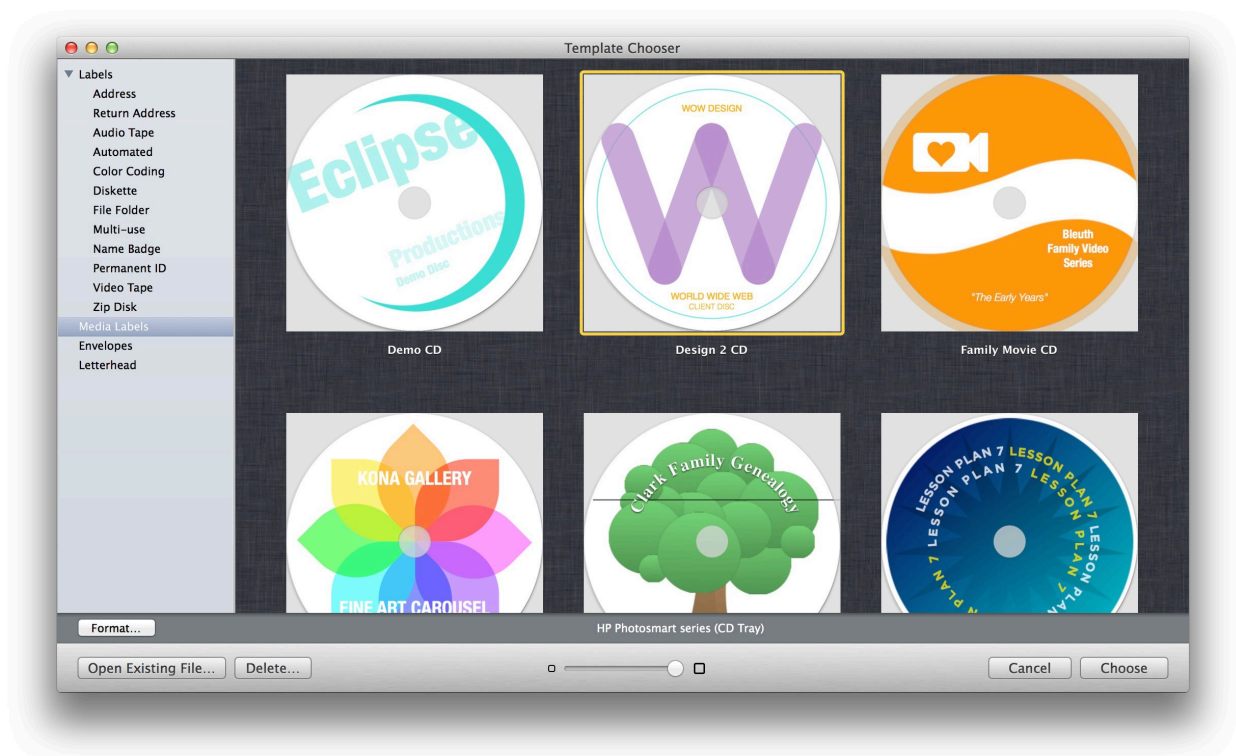 Template Chooser
Labels
Address
Return Address
Audio Tape
Automated
Color Coding
Diskette
File Folder
Multi-use
Name Badge
Permanent ID
Video Tape
Zip Disk
Media Labels
Envelopes
Letterhead
Eclipse
Productions
Demo Disc
Demo CD
WOW DESIGN
W
WORLD WIDE WEB
CLIENT DISC
Design 2 CD
Bleuth
Family Video
Series
"The Early Years"
Family Movie CD
KONA GALLERY
FINE ART CAROUSEL
Clark Family Genealogy
LESSON PLAN 7 LESSON PLAN 7 LESSON PLAN
LESSON PLAN 7 LESSON PLAN 7
Format...
HP Photosmart series (CD Tray)
Open Existing File...
Delete...
Cancel
Choose